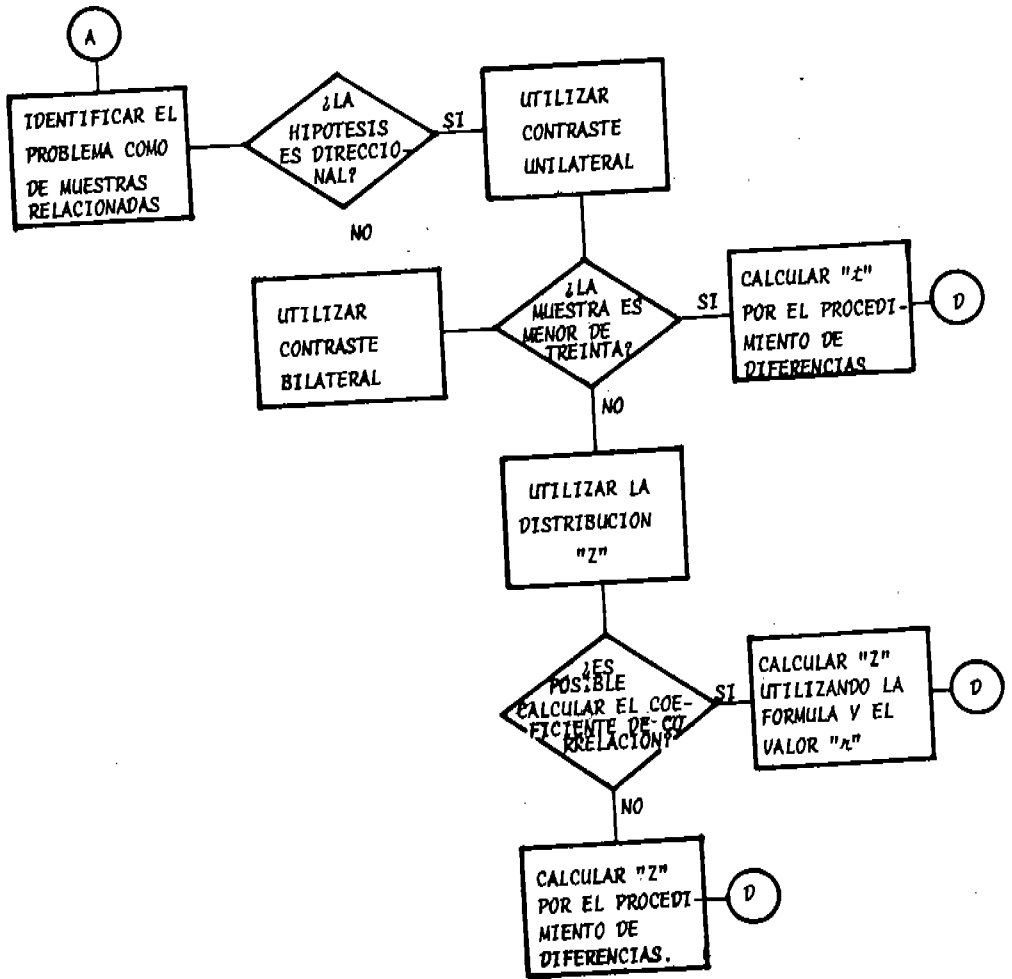 A
IDENTIFICAR EL
PROBLEMA COMO
DE MUESTRAS
RELACIONADAS
¿LA
HIPOTESIS
ES DIRECCIO-
NAL?
SI
NO
UTILIZAR
CONTRASTE
UNILATERAL
UTILIZAR
CONTRASTE
BILATERAL
¿LA
MUESTRA ES
MENOR DE
TREINTA?
SI
NO
CALCULAR "t"
POR EL PROCEDI-
MIENTO DE
DIFERENCIAS
D
UTILIZAR LA
DISTRIBUCION
"Z"
¿ES
POSIBLE
CALCULAR EL COE-
FICIENTE DE CO
RRELACION?
SI
NO
CALCULAR "Z"
UTILIZANDO LA
FORMULA Y EL
VALOR "r"
D
CALCULAR "Z"
POR EL PROCEDI-
MIENTO DE
DIFERENCIAS.
D